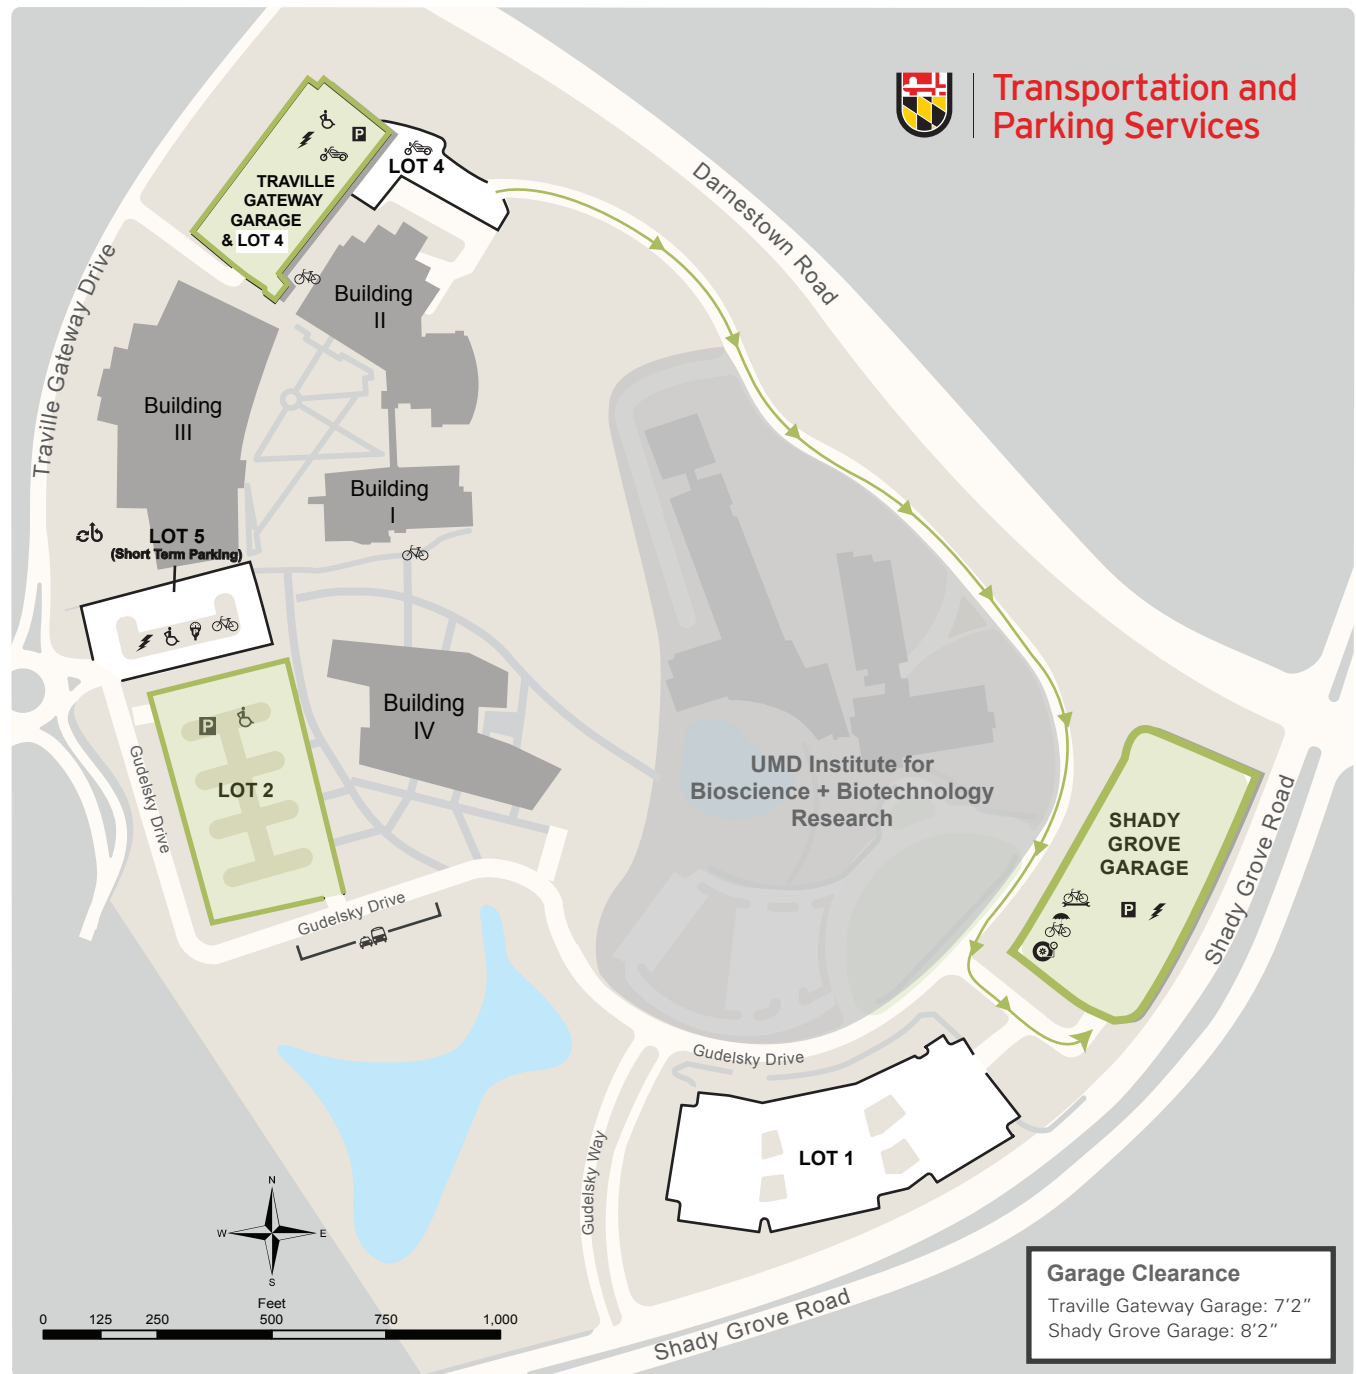 Transportation and
Parking Services
Darnestown Road
LOT 4
P
TRAVILLE
GATEWAY
GARAGE
& LOT 4
Traville Gateway Drive
Building
II
Building
III
Building
I
LOT 5
(Short Term Parking)
Building
IV
P
LOT 2
Gudelsky Drive
Gudelsky Drive
UMD Institute for
Bioscience + Biotechnology
Research
SHADY
GROVE
GARAGE
P
Shady Grove Road
Gudelsky Drive
LOT 1
Gudelsky Way
Shady Grove Road
N
W
E
S
Feet
0 125 250 500 750 1,000
Garage Clearance
Traville Gateway Garage: 7’2”
Shady Grove Garage: 8’2”